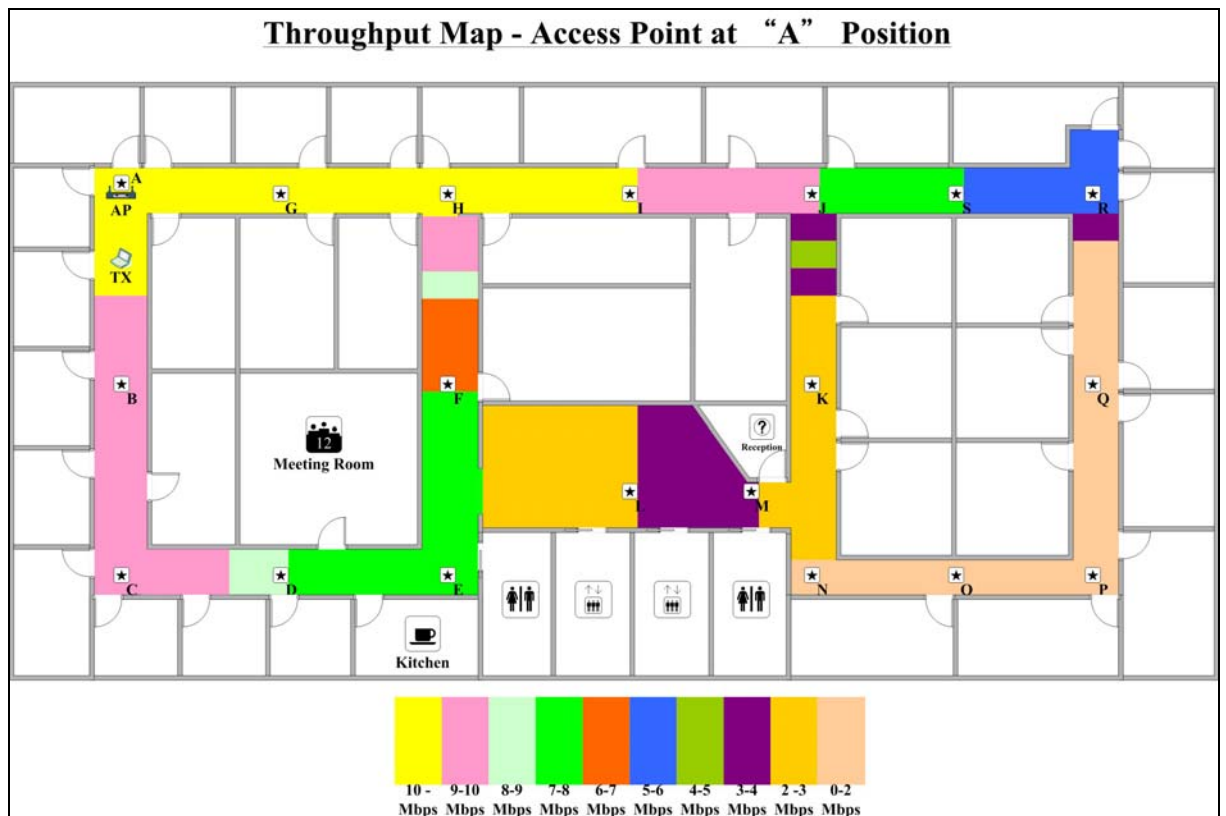 Throughput Map - Access Point at “A” Position
A
AP
G
H
I
J
S
R
TX
B
F
K
Q
12
Meeting Room
?
Reception
L
M
C
D
E
N
O
P
Kitchen
10 - Mbps
9-10 Mbps
8-9 Mbps
7-8 Mbps
6-7 Mbps
5-6 Mbps
4-5 Mbps
3-4 Mbps
2 -3 Mbps
0-2 Mbps